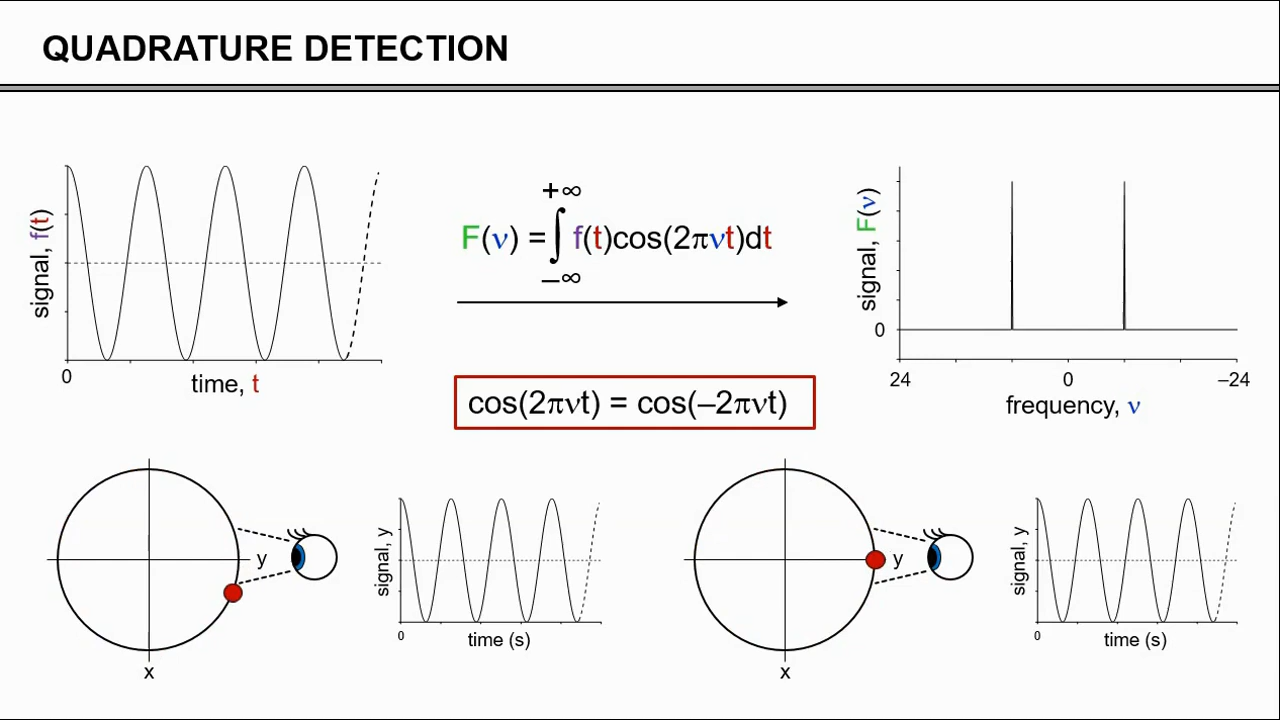 QUADRATURE DETECTION
signal, f(t)
0
time, t
+∞
F(ν) = ∫ f(t)cos(2πνt)dt
–∞
cos(2πνt) = cos(–2πνt)
signal, F(ν)
0
24
0
–24
frequency, ν
y
x
signal, y
0
time (s)
y
x
signal, y
0
time (s)